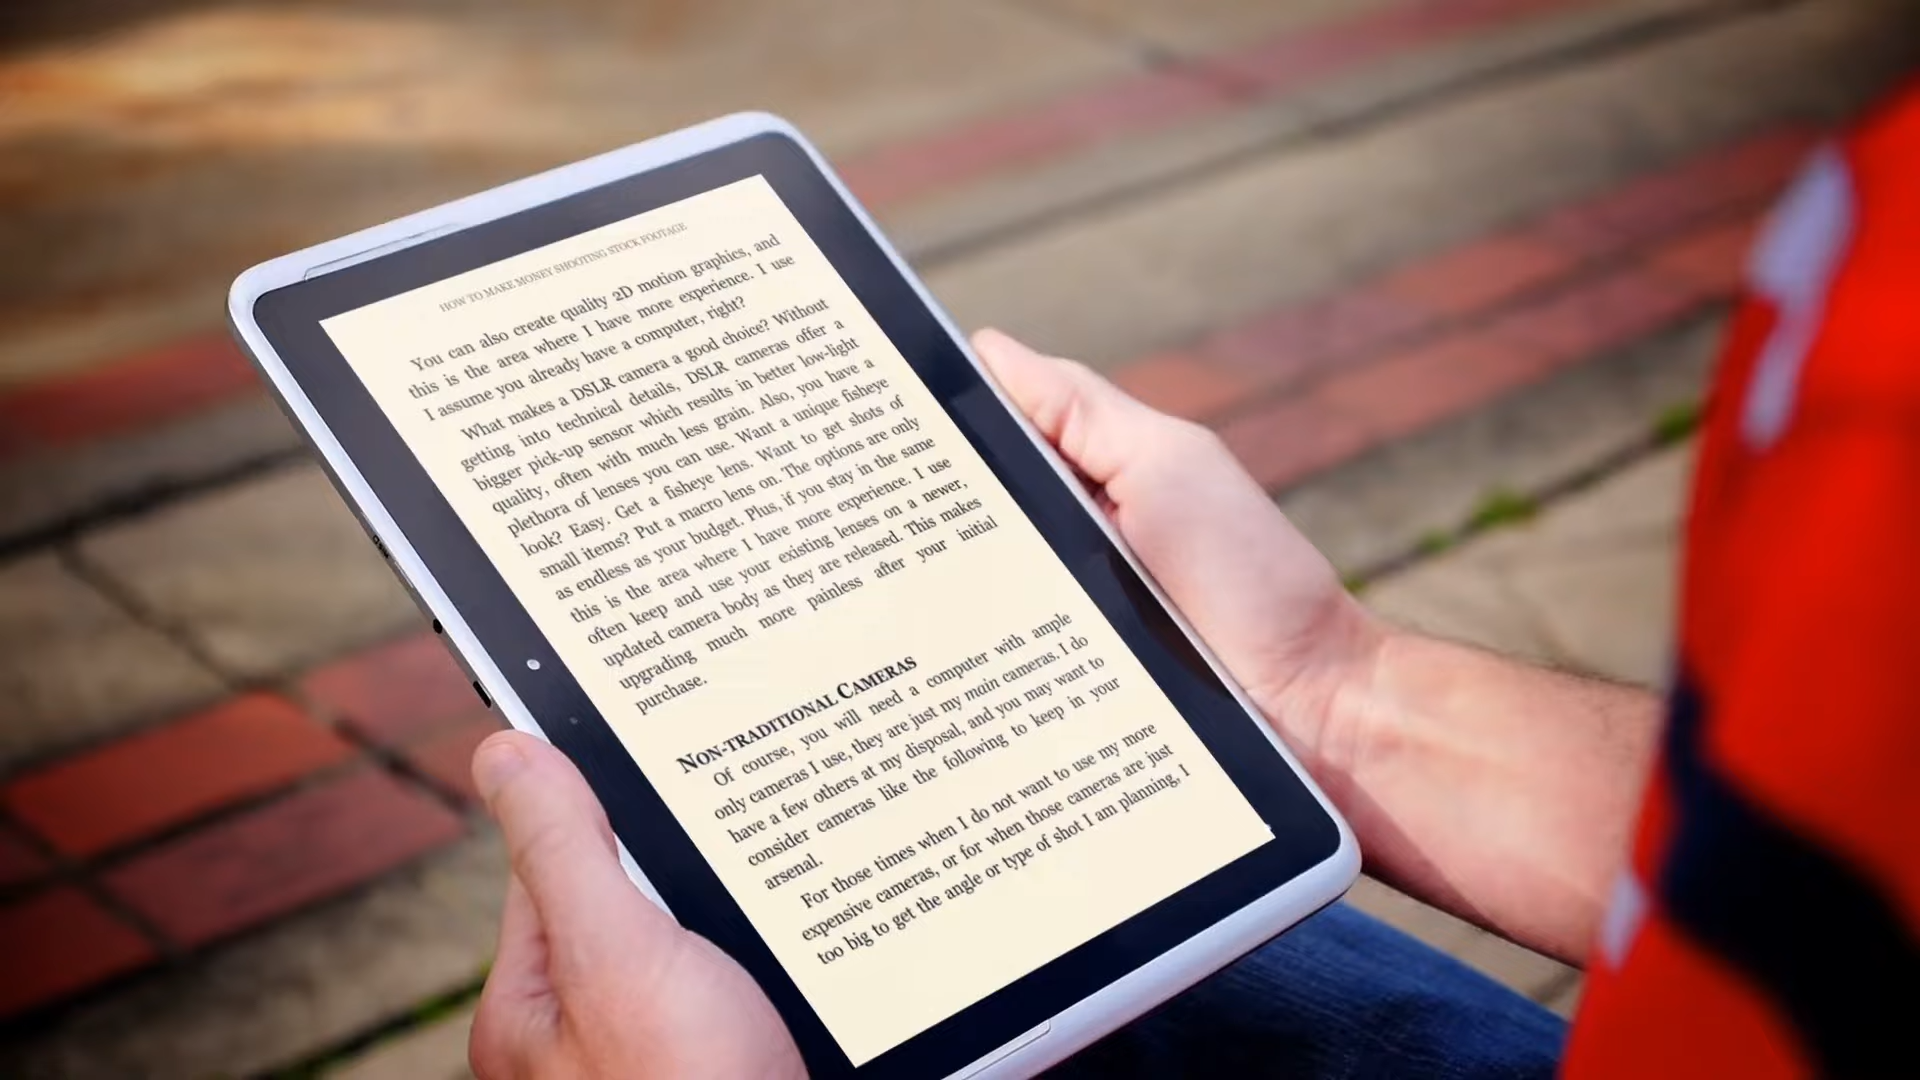 HOW TO MAKE MONEY SHOOTING STOCK FOOTAGE
You can also create quality 2D motion graphics, and
this is the area where I have more experience. I use
I assume you already have a computer, right?
What makes a DSLR camera a good choice? Without
getting into technical details, DSLR cameras offer a
bigger pick-up sensor which results in better low-light
quality, often with much less grain. Also, you have a
plethora of lenses you can use. Want a unique fisheye
look? Easy. Get a fisheye lens. Want to get shots of
small items? Put a macro lens on. The options are only
as endless as your budget. Plus, if you stay in the same
this is the area where I have more experience. I use
often keep and use your existing lenses on a newer,
updated camera body as they are released. This makes
upgrading much more painless after your initial
purchase.
NON-TRADITIONAL CAMERAS
Of course, you will need a computer with ample
only cameras I use, they are just my main cameras. I do
have a few others at my disposal, and you may want to
consider cameras like the following to keep in your
arsenal.
For those times when I do not want to use my more
expensive cameras, or for when those cameras are just
too big to get the angle or type of shot I am planning, I